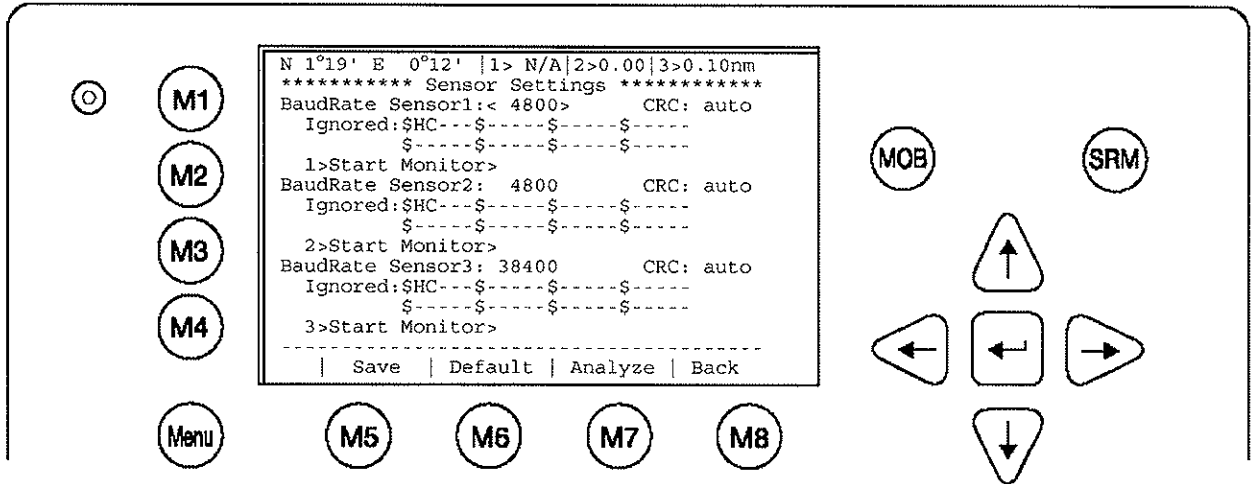 N 1°19' E  0°12' |1> N/A|2>0.00|3>0.10nm
*********** Sensor Settings ************
BaudRate Sensor1:< 4800>      CRC: auto
Ignored:$HC---$-----$-----$-----
$-----$-----$-----$-----
1>Start Monitor>
BaudRate Sensor2:  4800       CRC: auto
Ignored:$HC---$-----$-----$-----
$-----$-----$-----$-----
2>Start Monitor>
BaudRate Sensor3: 38400       CRC: auto
Ignored:$HC---$-----$-----$-----
$-----$-----$-----$-----
3>Start Monitor>
----------------------------------------
|  Save  | Default | Analyze | Back
M1
M2
M3
M4
Menu
M5
M6
M7
M8
MOB
SRM